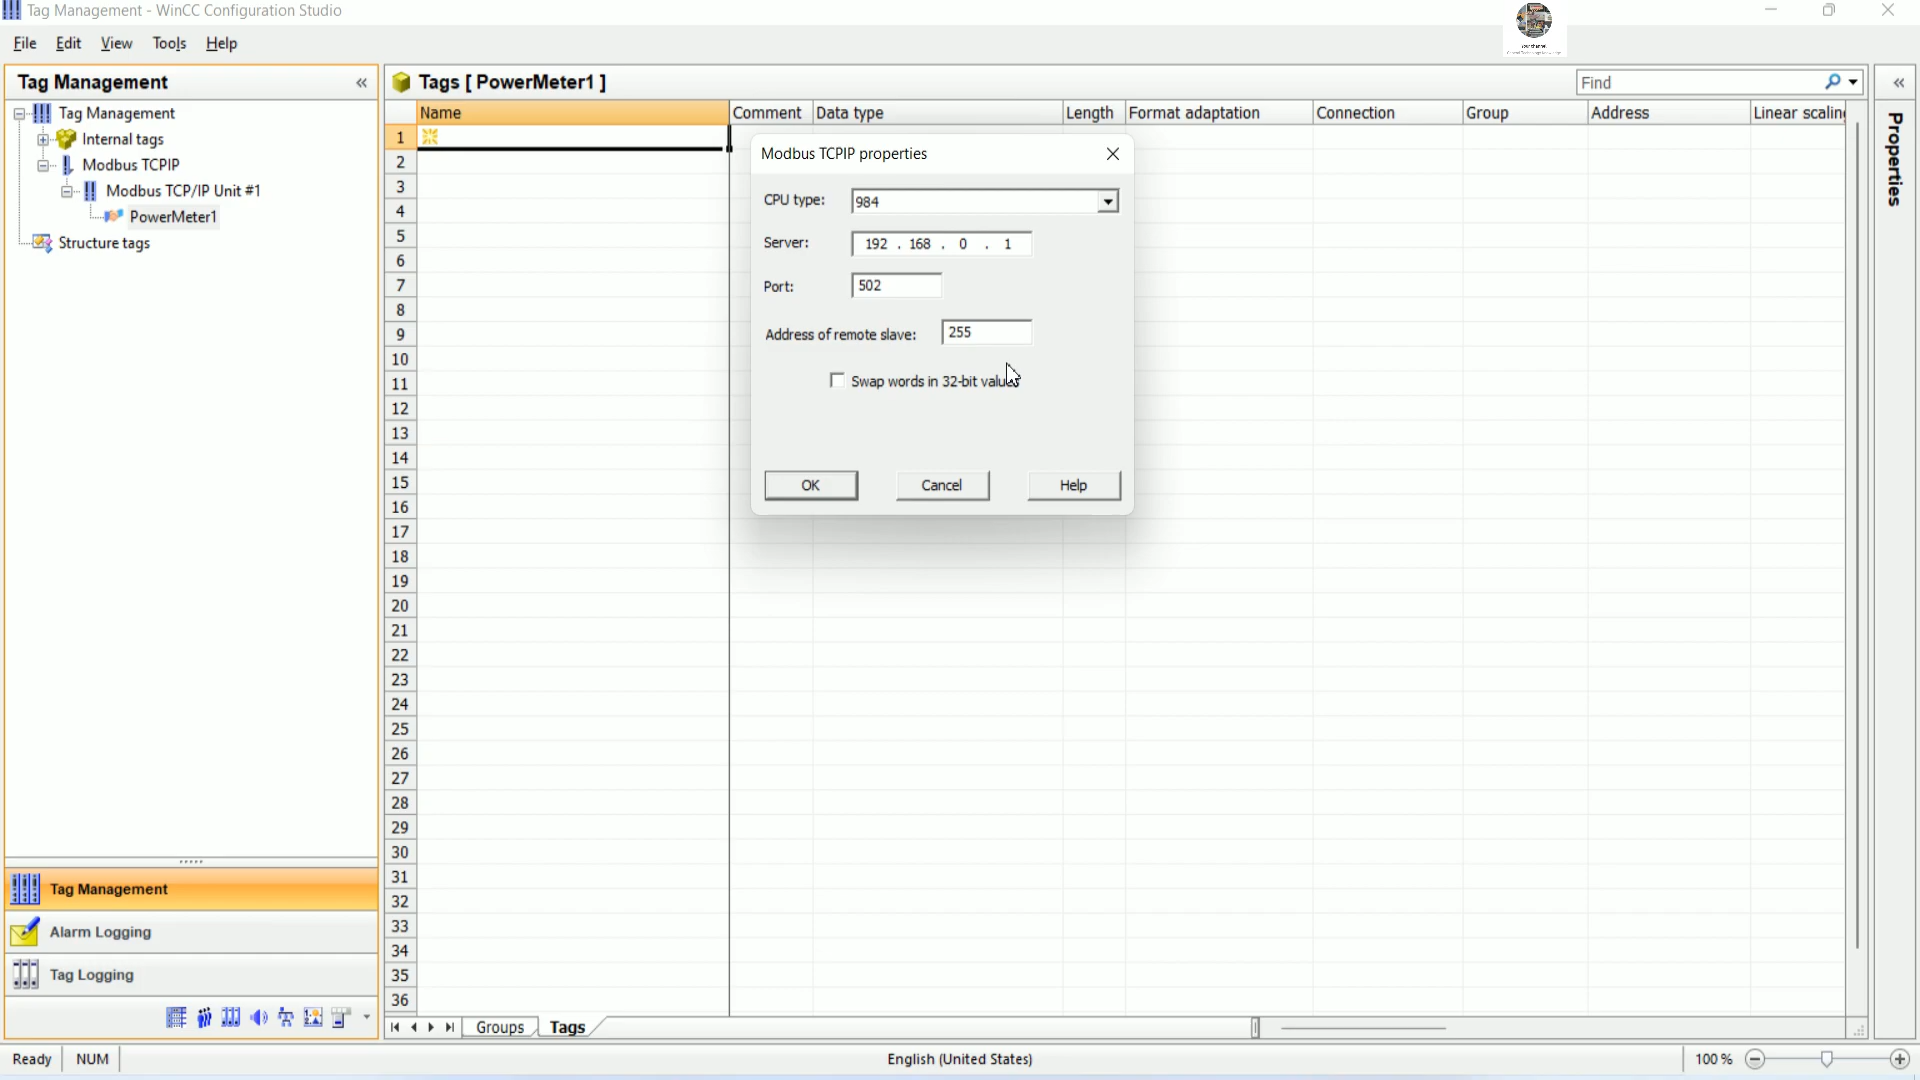 Tag Management - WinCC Configuration Studio
File Edit View Tools Help
Tag Management
Tags [ PowerMeter1 ]
Find
Tag Management
Internal tags
Modbus TCPIP
Modbus TCP/IP Unit #1
PowerMeter1
Structure tags
Name Comment Data type Length Format adaptation Connection Group Address Linear scaling
Properties
1
2
3
4
5
6
7
8
9
10
11
12
13
14
15
16
17
18
19
20
21
22
23
24
25
26
27
28
29
30
31
32
33
34
35
36
Modbus TCPIP properties
CPU type: 984
Server: 192 . 168 . 0 . 1
Port: 502
Address of remote slave: 255
Swap words in 32-bit values
OK Cancel Help
Tag Management
Alarm Logging
Tag Logging
Groups Tags
Ready NUM English (United States) 100 %